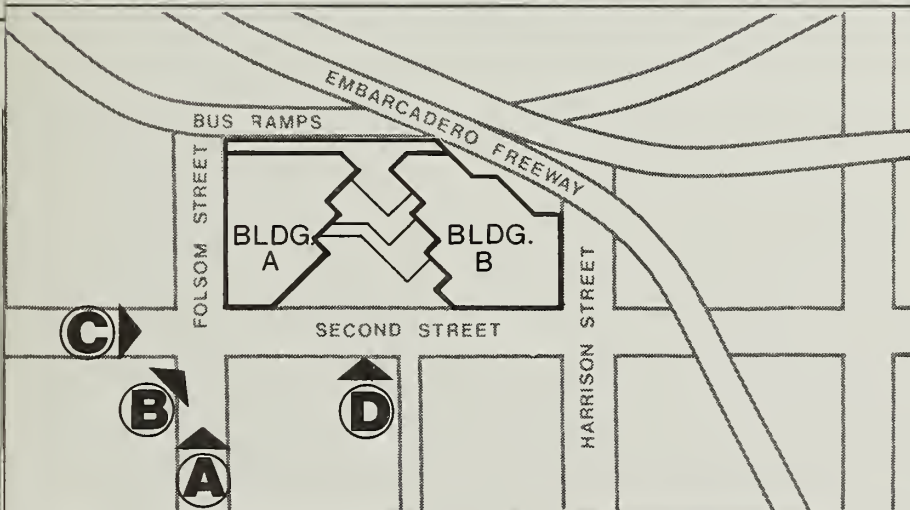 EMBARCADERO FREEWAY
BUS RAMPS
FOLSOM STREET
BLDG.
A
BLDG.
B
HARRISON STREET
SECOND STREET
C
B
D
A